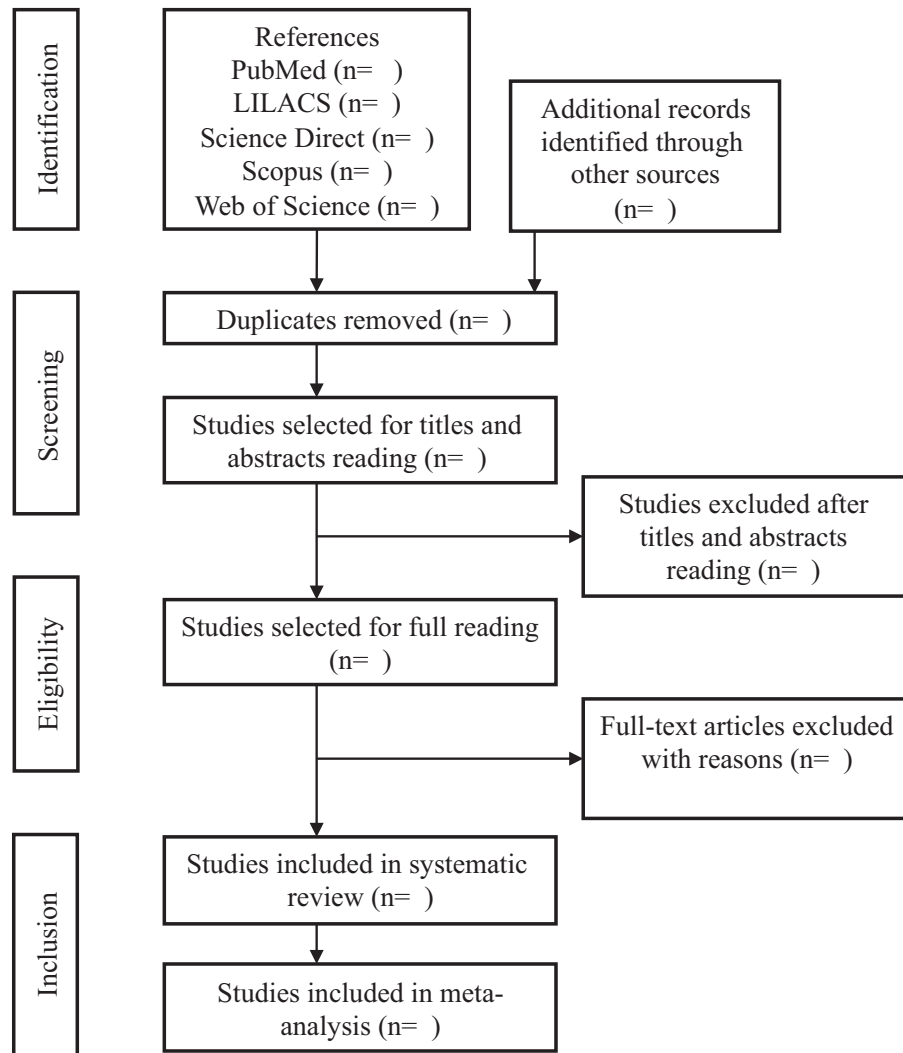 Identification
References
PubMed (n=  )
LILACS (n=  )
Science Direct (n=  )
Scopus (n=  )
Web of Science (n=  )
Additional records
identified through
other sources
(n=  )
Screening
Duplicates removed (n=  )
Studies selected for titles and
abstracts reading (n=  )
Studies excluded after
titles and abstracts
reading (n=  )
Eligibility
Studies selected for full reading
(n=  )
Full-text articles excluded
with reasons (n=  )
Inclusion
Studies included in systematic
review (n=  )
Studies included in meta-
analysis (n=  )